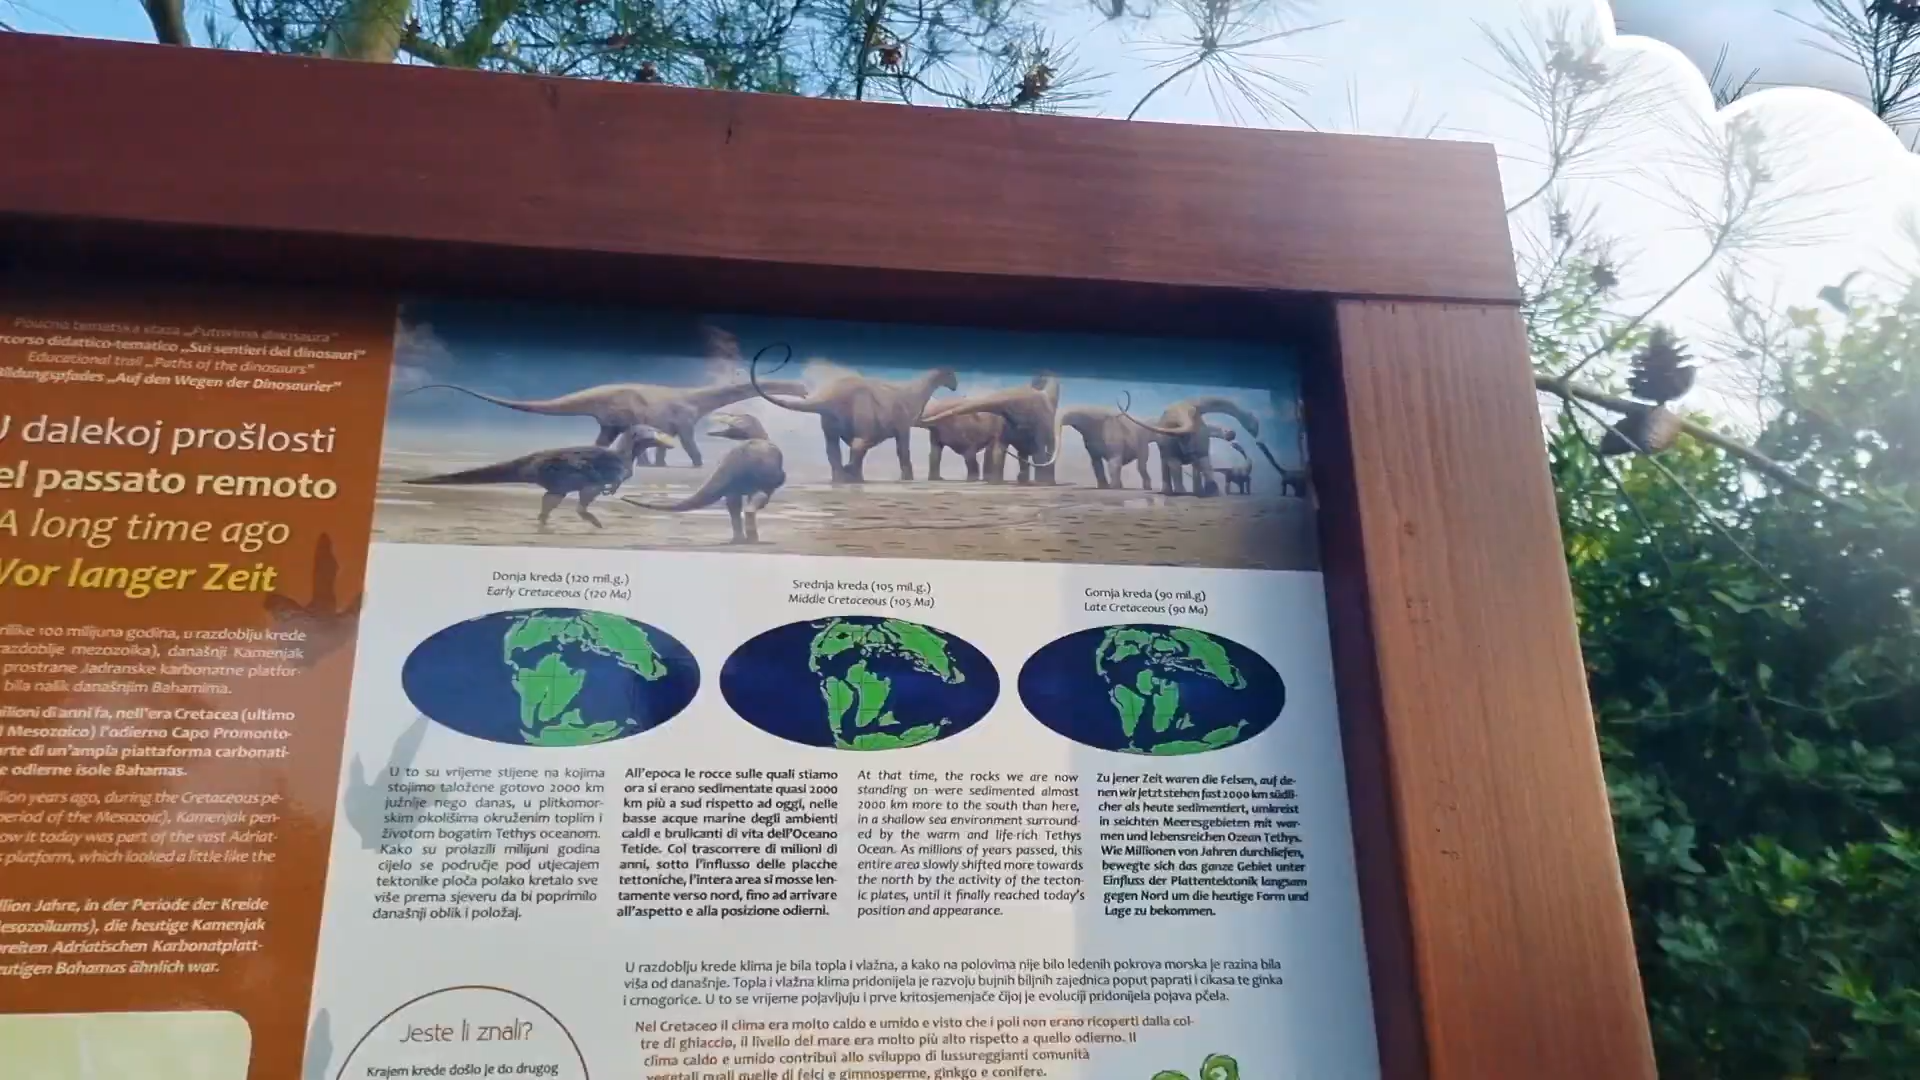 Poučna tematska staza „Putovima dinosaura"
rcorso didattico-tematico „Sui sentieri dei dinosauri"
Educational trail „Paths of the dinosaurs"
Bildungspfades „Auf den Wegen der Dinosaurier"
U dalekoj prošlosti
el passato remoto
A long time ago
Vor langer Zeit
rilike 100 milijuna godina, u razdoblju krede
razdoblje mezozoika), današnji Kamenjak
prostrane Jadranske karbonatne platfor-
bila nalik današnjim Bahamima.
ilioni di anni fa, nell'era Cretacea (ultimo
l Mesozoico) l'odierno Capo Promonto-
arte di un'ampia piattaforma carbonati-
e odierne isole Bahamas.
lion years ago, during the Cretaceous pe-
period of the Mesozoic), Kamenjak pen-
ow it today was part of the vast Adriat-
platform, which looked a little like the
llion Jahre, in der Periode der Kreide
esozoikums), die heutige Kamenjak
reiten Adriatischen Karbonatplatt-
eutigen Bahamas ähnlich war.
Donja kreda (120 mil.g.)
Early Cretaceous (120 Ma)
Srednja kreda (105 mil.g.)
Middle Cretaceous (105 Ma)
Gornja kreda (90 mil.g)
Late Cretaceous (90 Ma)
U to su vrijeme stijene na kojima
stojimo taložene gotovo 2000 km
južnije nego danas, u plitkomor-
skim okolišima okruženim toplim i
životom bogatim Tethys oceanom.
Kako su prolazili milijuni godina
cijelo se područje pod utjecajem
tektonike ploča polako kretalo sve
više prema sjeveru da bi poprimilo
današnji oblik i položaj.
All'epoca le rocce sulle quali stiamo
ora si erano sedimentate quasi 2000
km più a sud rispetto ad oggi, nelle
basse acque marine degli ambienti
caldi e brulicanti di vita dell'Oceano
Tetide. Col trascorrere di milioni di
anni, sotto l'influsso delle placche
tettoniche, l'intera area si mosse len-
tamente verso nord, fino ad arrivare
all'aspetto e alla posizione odierni.
At that time, the rocks we are now
standing on were sedimented almost
2000 km more to the south than here,
in a shallow sea environment surround-
ed by the warm and life-rich Tethys
Ocean. As millions of years passed, this
entire area slowly shifted more towards
the north by the activity of the tecton-
ic plates, until it finally reached today's
position and appearance.
Zu jener Zeit waren die Felsen, auf de-
nen wir jetzt stehen fast 2000 km südli-
cher als heute sedimentiert, umkreist
in seichten Meeresgebieten mit war-
men und lebensreichen Ozean Tethys.
Wie Millionen von Jahren durchliefen,
bewegte sich das ganze Gebiet unter
Einfluss der Plattentektonik langsam
gegen Nord um die heutige Form und
Lage zu bekommen.
U razdoblju krede klima je bila topla i vlažna, a kako na polovima nije bilo ledenih pokrova morska je razina bila
viša od današnje. Topla i vlažna klima pridonijela je razvoju bujnih biljnih zajednica poput paprati i cikasa te ginka
i crnogorice. U to se vrijeme pojavljuju i prve kritosjemenjače čijoj je evoluciji pridonijela pojava pčela.
Nel Cretaceo il clima era molto caldo e umido e visto che i poli non erano ricoperti dalla col-
tre di ghiaccio, il livello del mare era molto più alto rispetto a quello odierno. Il
clima caldo e umido contribuì allo sviluppo di lussureggianti comunità
vegetali quali quelle di felci e gimnosperme, ginkgo e conifere.
Jeste li znali?
Krajem krede došlo je do drugog